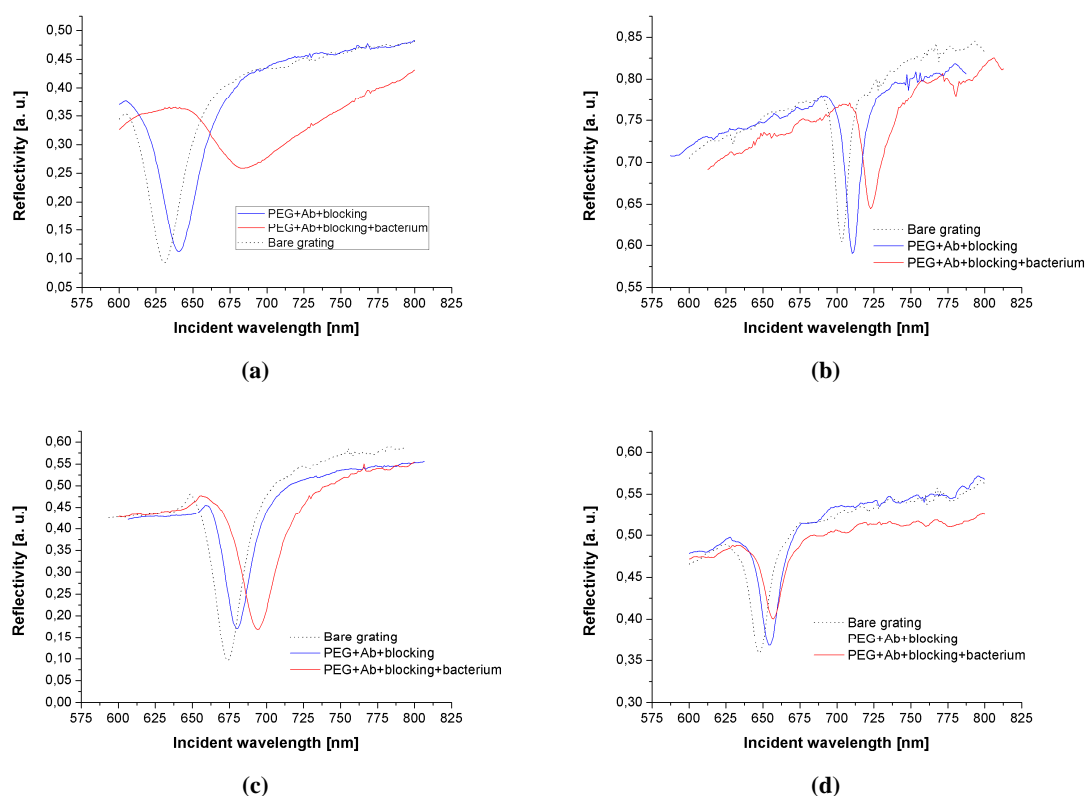 0,50
0,45
0,40
0,35
0,30
0,25
0,20
0,15
0,10
0,05
Reflectivity [a. u.]
575 600 625 650 675 700 725 750 775 800 825
Incident wavelength [nm]
PEG+Ab+blocking
PEG+Ab+blocking+bacterium
Bare grating
(a)
0,85
0,80
0,75
0,70
0,65
0,60
0,55
Reflectivity [a. u.]
575 600 625 650 675 700 725 750 775 800 825
Incident wavelength [nm]
Bare grating
PEG+Ab+blocking
PEG+Ab+blocking+bacterium
(b)
0,60
0,55
0,50
0,45
0,40
0,35
0,30
0,25
0,20
0,15
0,10
0,05
0,00
Reflectivity [a. u.]
575 600 625 650 675 700 725 750 775 800 825
Incident wavelength [nm]
Bare grating
PEG+Ab+blocking
PEG+Ab+blocking+bacterium
(c)
0,60
0,55
0,50
0,45
0,40
0,35
0,30
Reflectivity [a. u.]
575 600 625 650 675 700 725 750 775 800 825
Incident wavelength [nm]
Bare grating
PEG+Ab+blocking
PEG+Ab+blocking+bacterium
(d)